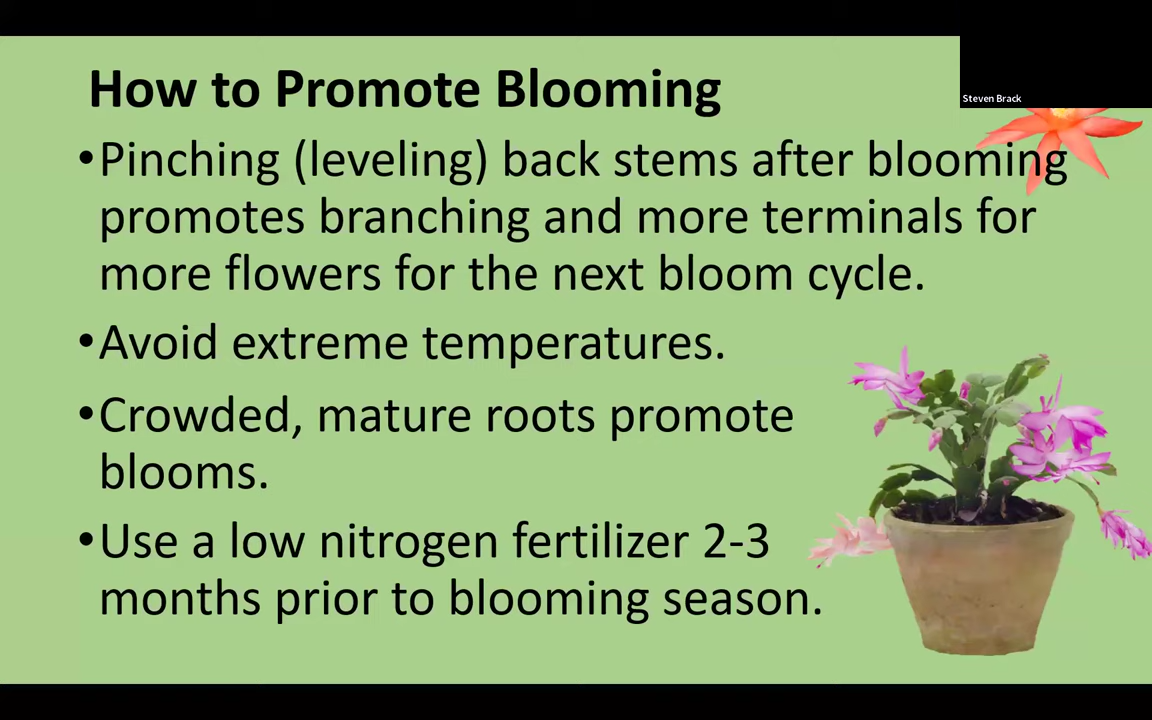 How to Promote Blooming
Steven Brack
•Pinching (leveling) back stems after blooming
promotes branching and more terminals for
more flowers for the next bloom cycle.
•Avoid extreme temperatures.
•Crowded, mature roots promote
blooms.
•Use a low nitrogen fertilizer 2-3
months prior to blooming season.